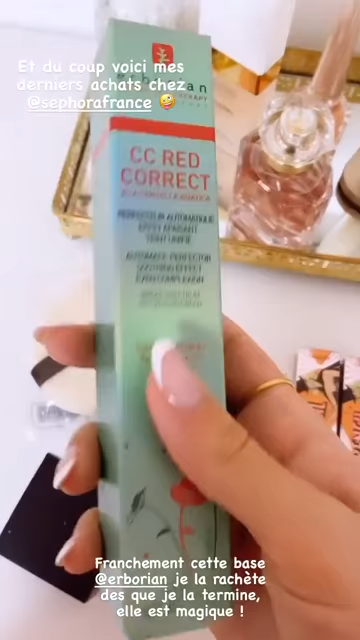 Et du coup voici mes
derniers achats chez
@sephorafrance 🤪
erborian
CC RED
CORRECT
PERFECTEUR AUTOMATIQUE
EFFET APAISANT
TEINT UNIFIÉ
AUTOMATIC PERFECTOR
SOOTHING EFFECT
EVEN COMPLEXION
Franchement cette base
@erborian je la rachète
des que je la termine,
elle est magique !